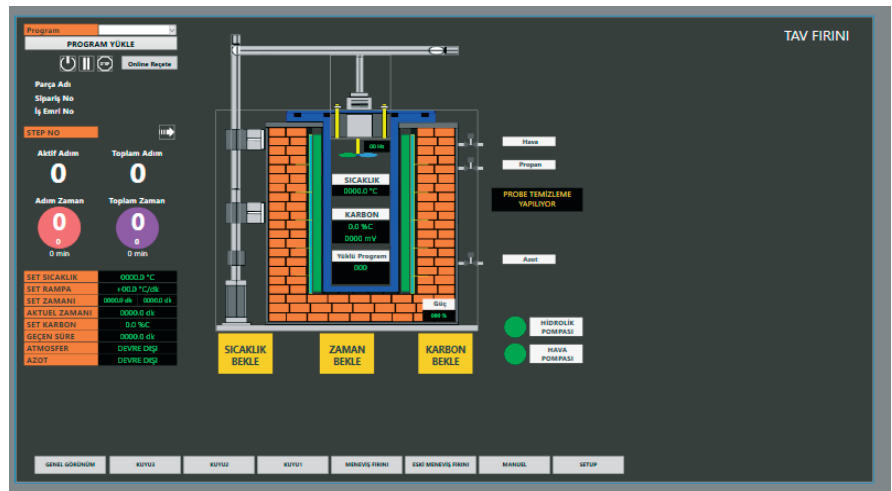 TAV FIRINI
Program
PROGRAM YÜKLE
STOP
Online Reçete
Parça Adı
Sipariş No
İş Emri No
STEP NO
Aktif Adım
Toplam Adım
0
0
Adım Zaman
Toplam Zaman
0
0
0
0
0 min
0 min
SET SICAKLIK 0000.0 °C
SET RAMPA +00.0 °C/dk
SET ZAMANI 0000.0 dk 0000.0 dk
AKTUEL ZAMANI 0000.0 dk
SET KARBON 0.0 %C
GEÇEN SÜRE 0000.0 dk
ATMOSFER DEVRE DIŞI
AZOT DEVRE DIŞI
00 Hz
SICAKLIK
0000.0 °C
KARBON
0.0 %C
0000 mV
Yüklü Program
000
Güç
000 %
SICAKLIK
BEKLE
ZAMAN
BEKLE
KARBON
BEKLE
Hava
Propan
PROBE TEMİZLEME
YAPILIYOR
Azot
HİDROLİK
POMPASI
HAVA
POMPASI
GENEL GÖRÜNÜM
KUYU3
KUYU2
KUYU1
MENEVİŞ FIRINI
ESKİ MENEVİŞ FIRINI
MANUEL
SETUP